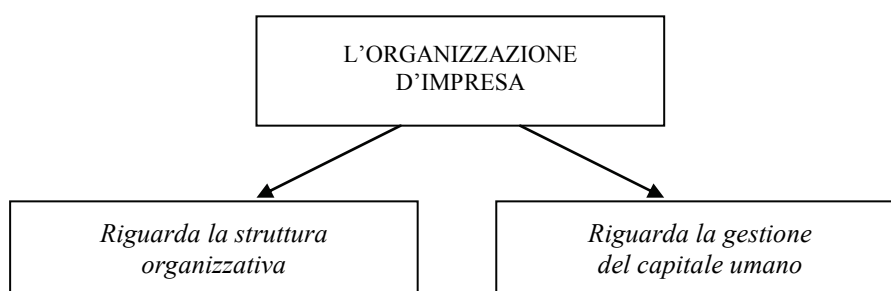 L’ORGANIZZAZIONE
D’IMPRESA
Riguarda la struttura
organizzativa
Riguarda la gestione
del capitale umano